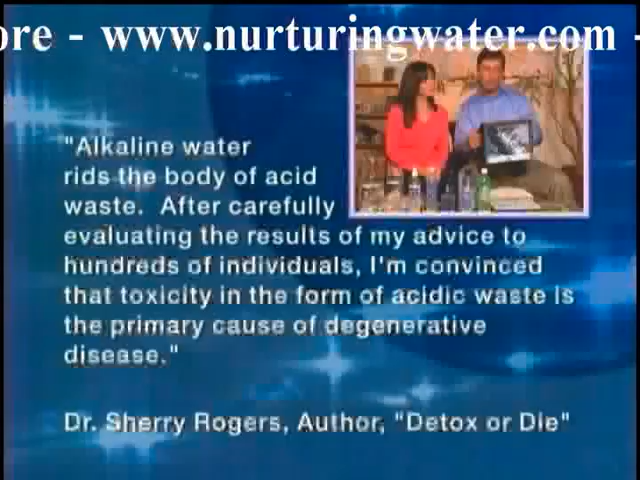 ore - www.nurturingwater.com -
"Alkaline water
rids the body of acid
waste. After carefully
evaluating the results of my advice to
hundreds of individuals, I'm convinced
that toxicity in the form of acidic waste is
the primary cause of degenerative
disease."
Dr. Sherry Rogers, Author, "Detox or Die"